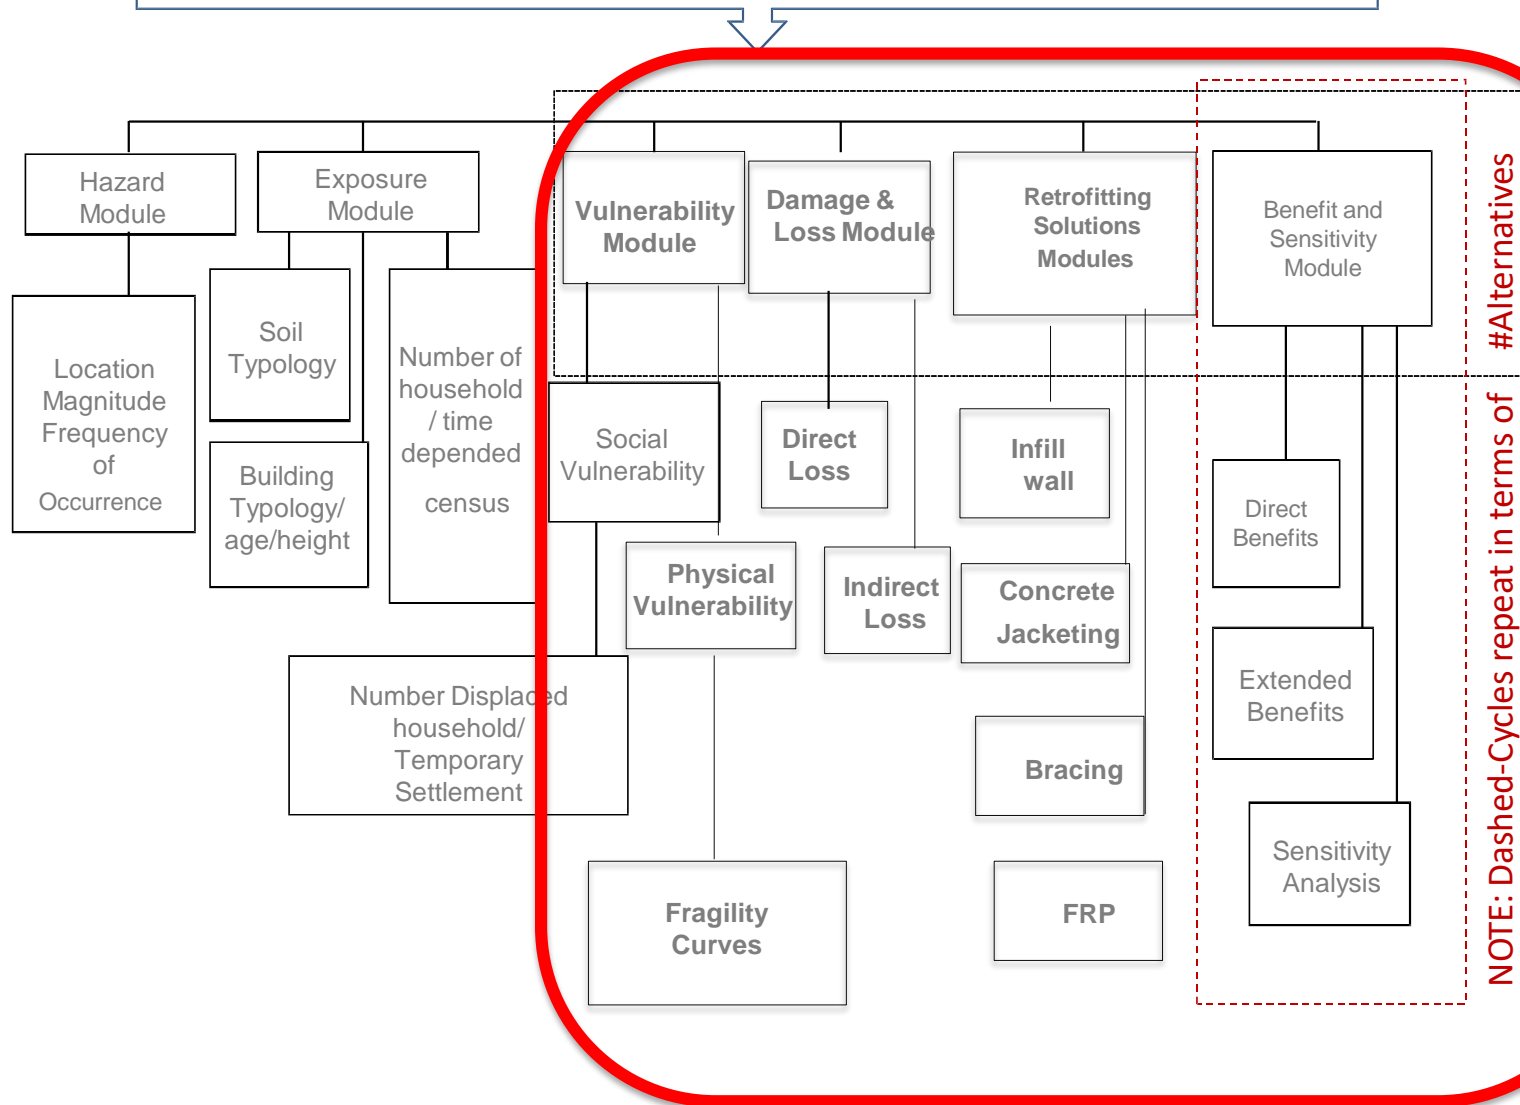 Hazard
Module
Exposure
Module
Vulnerability
Module
Damage &
Loss Module
Retrofitting
Solutions
Modules
Benefit and
Sensitivity
Module
Location
Magnitude
Frequency
of
Occurrence
Soil
Typology
Building
Typology/
age/height
Number of
household
/ time
depended
census
Social
Vulnerability
Number Displaced
household/
Temporary
Settlement
Physical
Vulnerability
Fragility
Curves
Direct
Loss
Indirect
Loss
Infill
wall
Concrete
Jacketing
Bracing
FRP
Direct
Benefits
Extended
Benefits
Sensitivity
Analysis
NOTE: Dashed-Cycles repeat in terms of #Alternatives